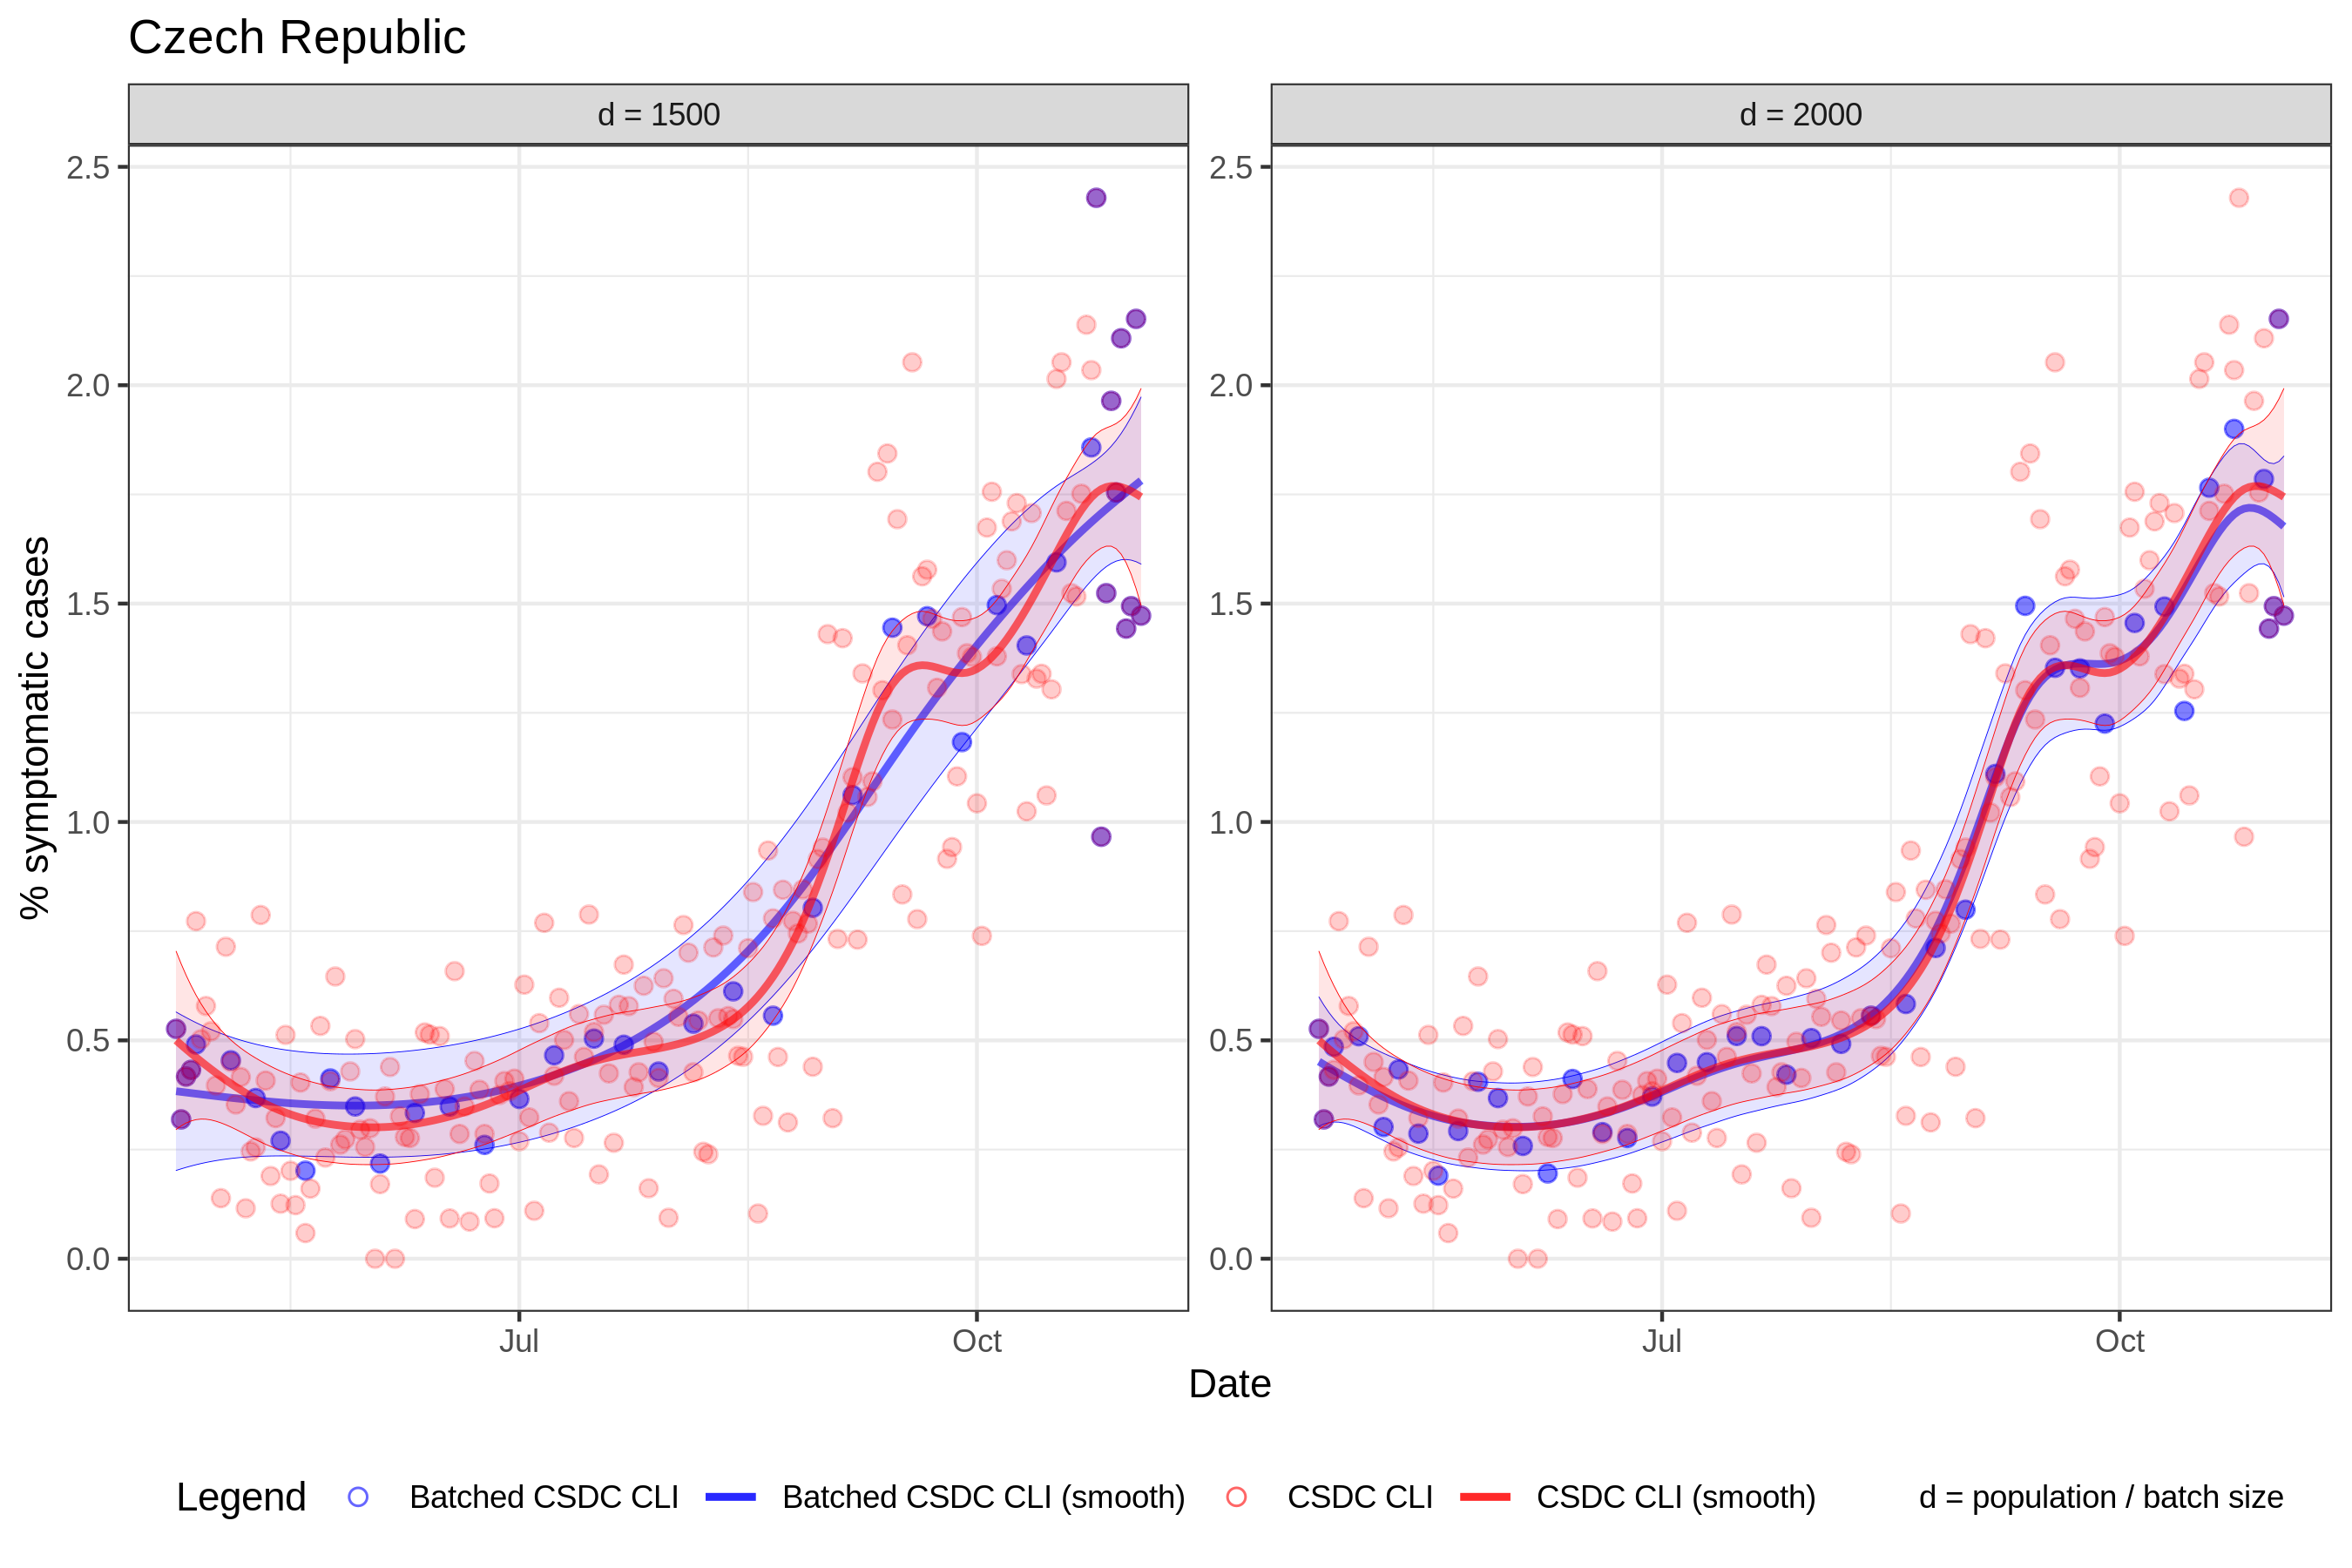 Czech Republic
d = 1500
d = 2000
% symptomatic cases
2.5
2.0
1.5
1.0
0.5
0.0
2.5
2.0
1.5
1.0
0.5
0.0
Jul
Oct
Jul
Oct
Date
Legend
Batched CSDC CLI
Batched CSDC CLI (smooth)
CSDC CLI
CSDC CLI (smooth)
d = population / batch size